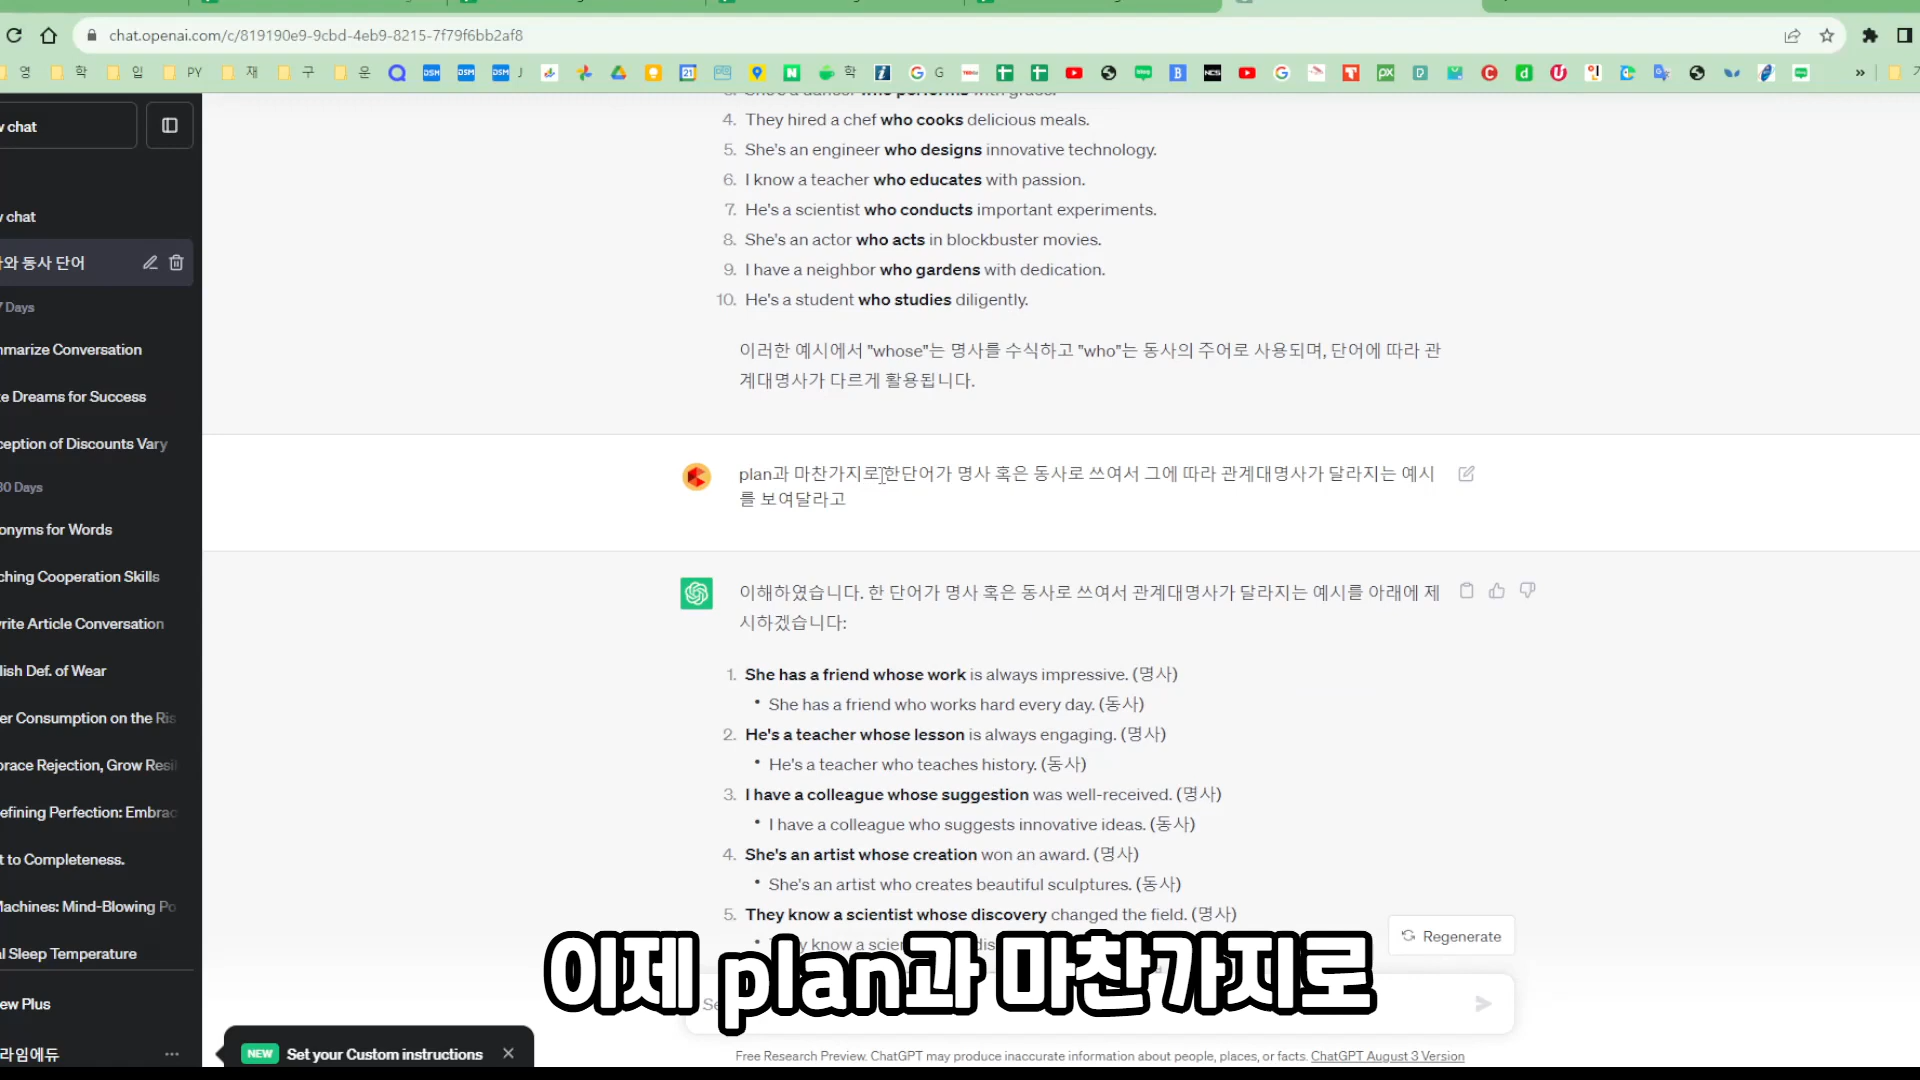 chat.openai.com/c/819190e9-9cbd-4eb9-8215-7f79f6bb2af8
영 학 입 PY 재 구 온 DSM DSM DSM J 21 N 학 G NCS PX
chat
chat
와 동사 단어
7 Days
mmarize Conversation
e Dreams for Success
ception of Discounts Vary
30 Days
onyms for Words
ching Cooperation Skills
write Article Conversation
lish Def. of Wear
er Consumption on the Ris
brace Rejection, Grow Resil
efining Perfection: Embrac
t to Completeness.
Machines: Mind-Blowing Po
l Sleep Temperature
ew Plus
라임에듀 ...
4. They hired a chef who cooks delicious meals.
5. She's an engineer who designs innovative technology.
6. I know a teacher who educates with passion.
7. He's a scientist who conducts important experiments.
8. She's an actor who acts in blockbuster movies.
9. I have a neighbor who gardens with dedication.
10. He's a student who studies diligently.
이러한 예시에서 "whose"는 명사를 수식하고 "who"는 동사의 주어로 사용되며, 단어에 따라 관
계대명사가 다르게 활용됩니다.
plan과 마찬가지로 한단어가 명사 혹은 동사로 쓰여서 그에 따라 관계대명사가 달라지는 예시
를 보여달라고
이해하였습니다. 한 단어가 명사 혹은 동사로 쓰여서 관계대명사가 달라지는 예시를 아래에 제
시하겠습니다:
1. She has a friend whose work is always impressive. (명사)
• She has a friend who works hard every day. (동사)
2. He's a teacher whose lesson is always engaging. (명사)
• He's a teacher who teaches history. (동사)
3. I have a colleague whose suggestion was well-received. (명사)
• I have a colleague who suggests innovative ideas. (동사)
4. She's an artist whose creation won an award. (명사)
• She's an artist who creates beautiful sculptures. (동사)
5. They know a scientist whose discovery changed the field. (명사)
Regenerate
이제 plan과 마찬가지로
NEW Set your Custom instructions
Free Research Preview. ChatGPT may produce inaccurate information about people, places, or facts. ChatGPT August 3 Version